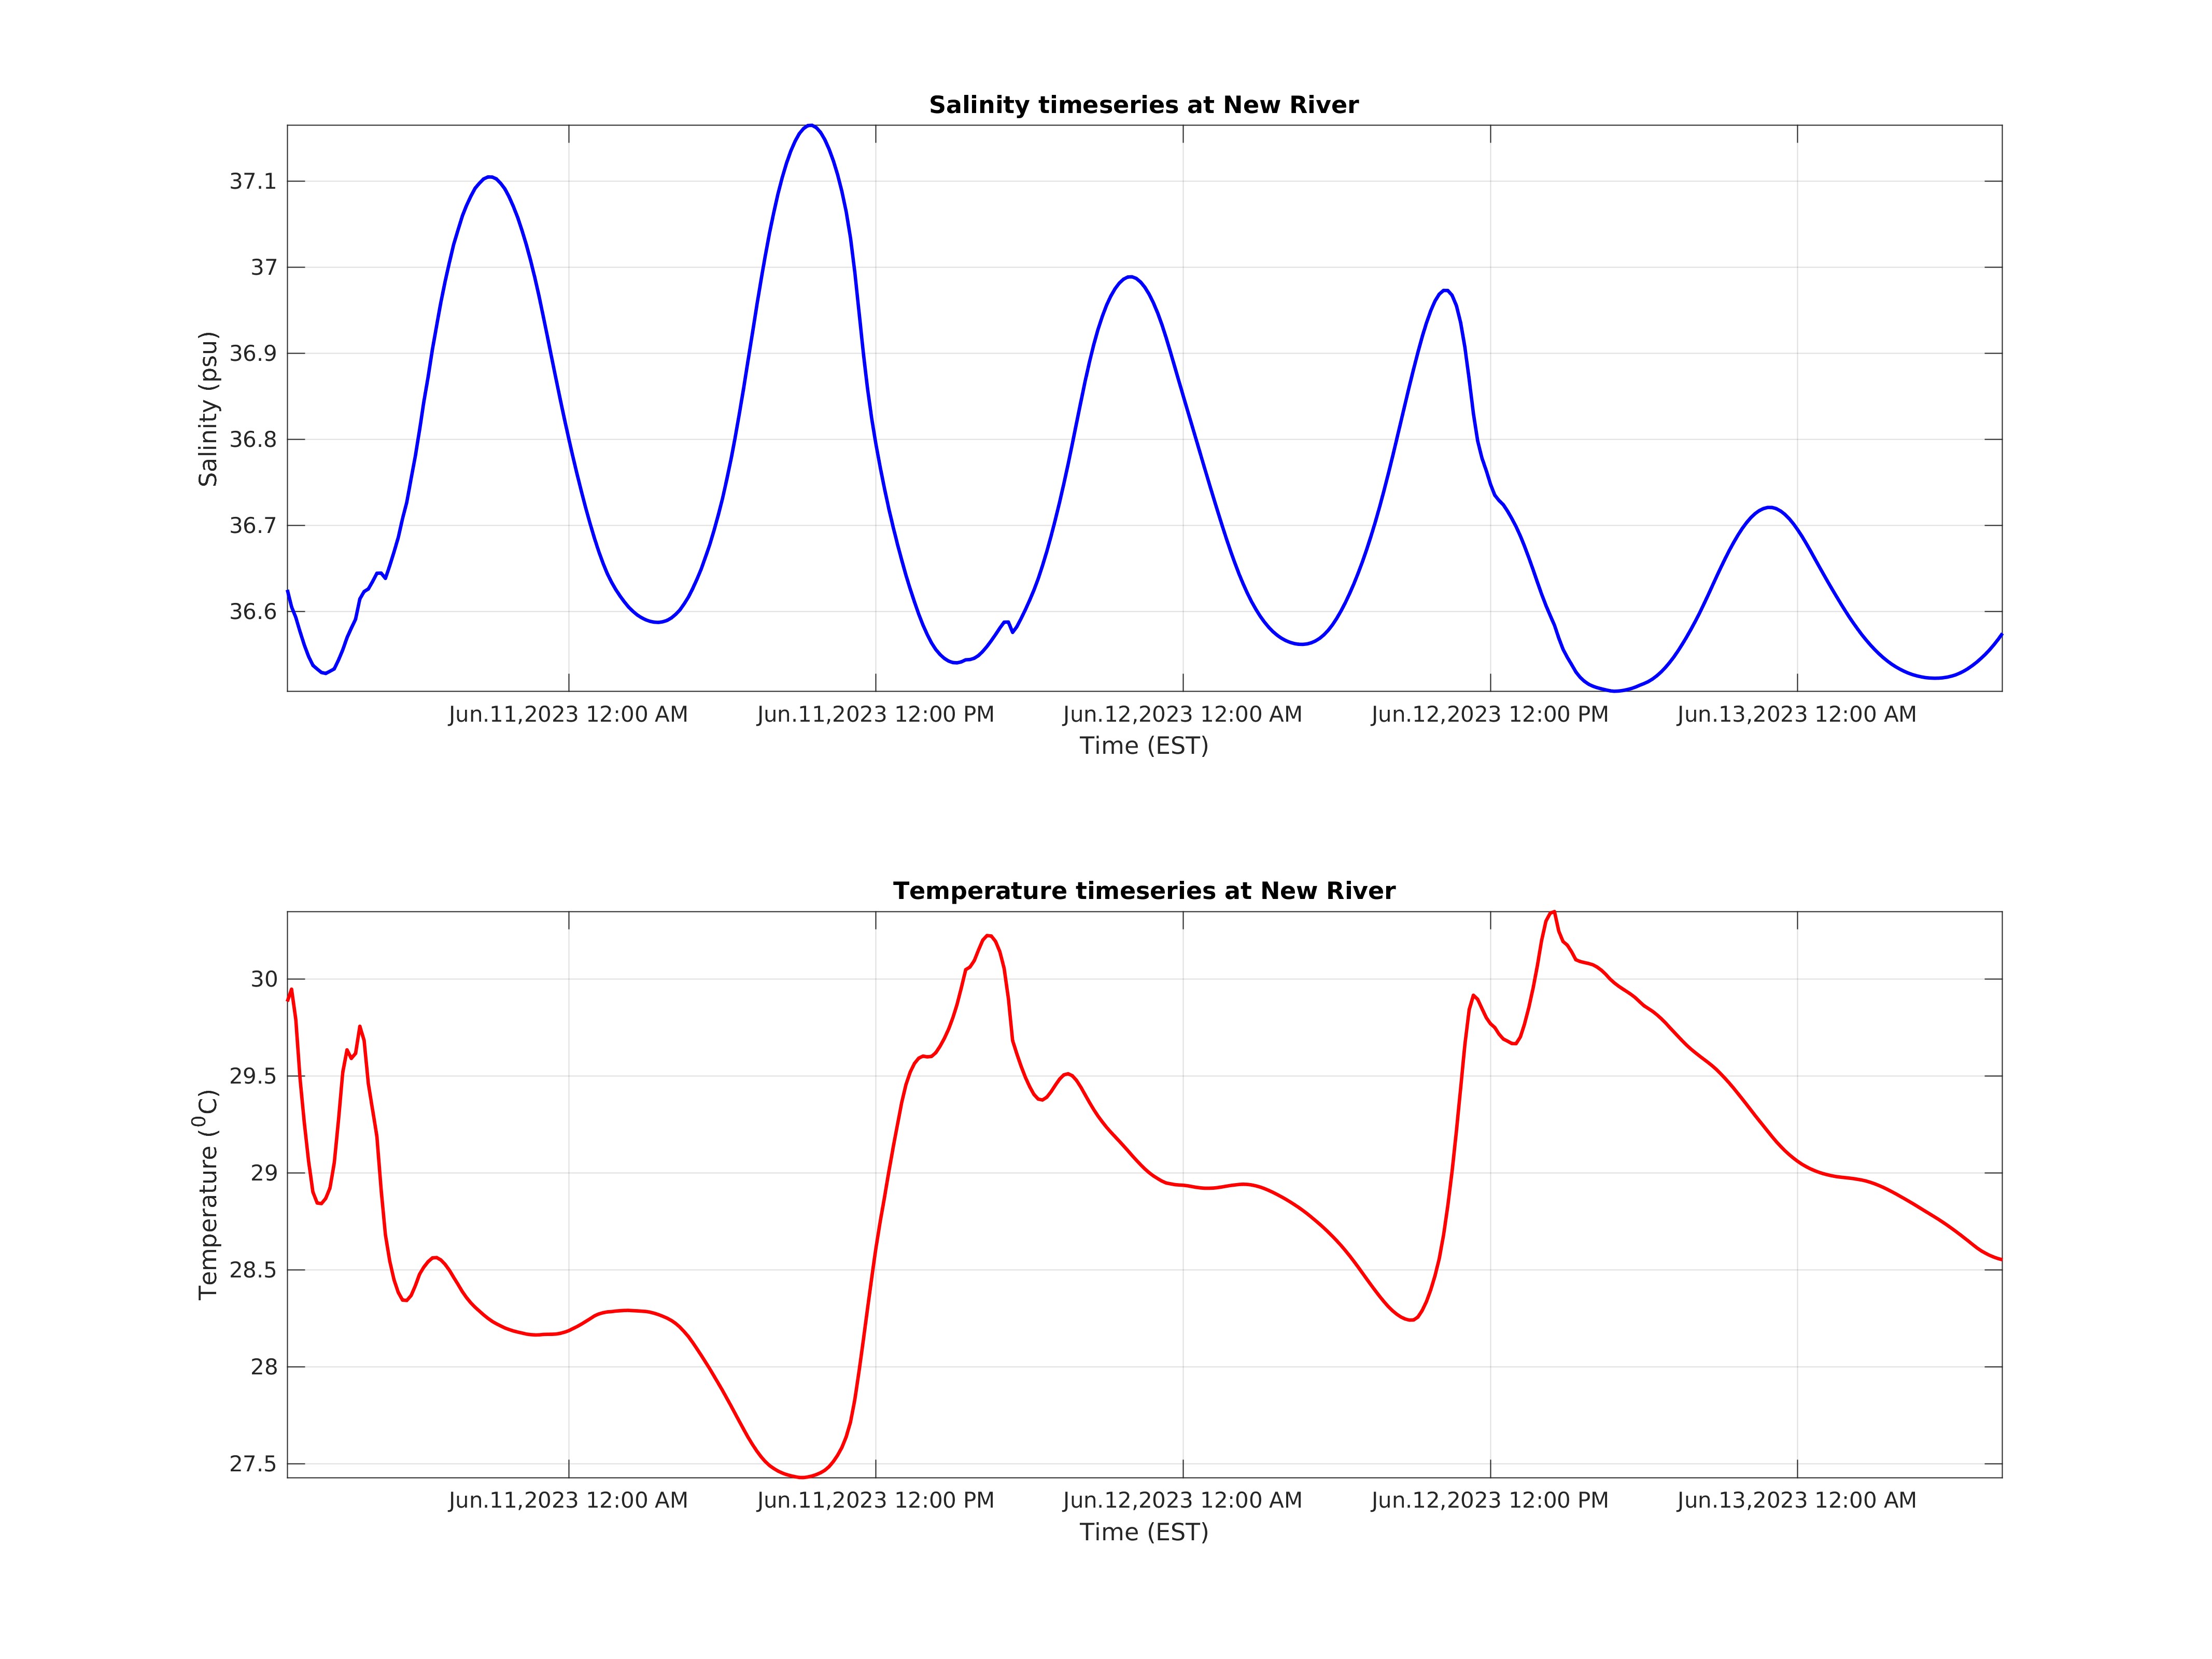 Salinity timeseries at New River
37.1
37
36.9
36.8
36.7
36.6
Salinity (psu)
Jun.11,2023 12:00 AM
Jun.11,2023 12:00 PM
Jun.12,2023 12:00 AM
Jun.12,2023 12:00 PM
Jun.13,2023 12:00 AM
Time (EST)
Temperature timeseries at New River
30
29.5
29
28.5
28
27.5
Temperature (⁰C)
Jun.11,2023 12:00 AM
Jun.11,2023 12:00 PM
Jun.12,2023 12:00 AM
Jun.12,2023 12:00 PM
Jun.13,2023 12:00 AM
Time (EST)